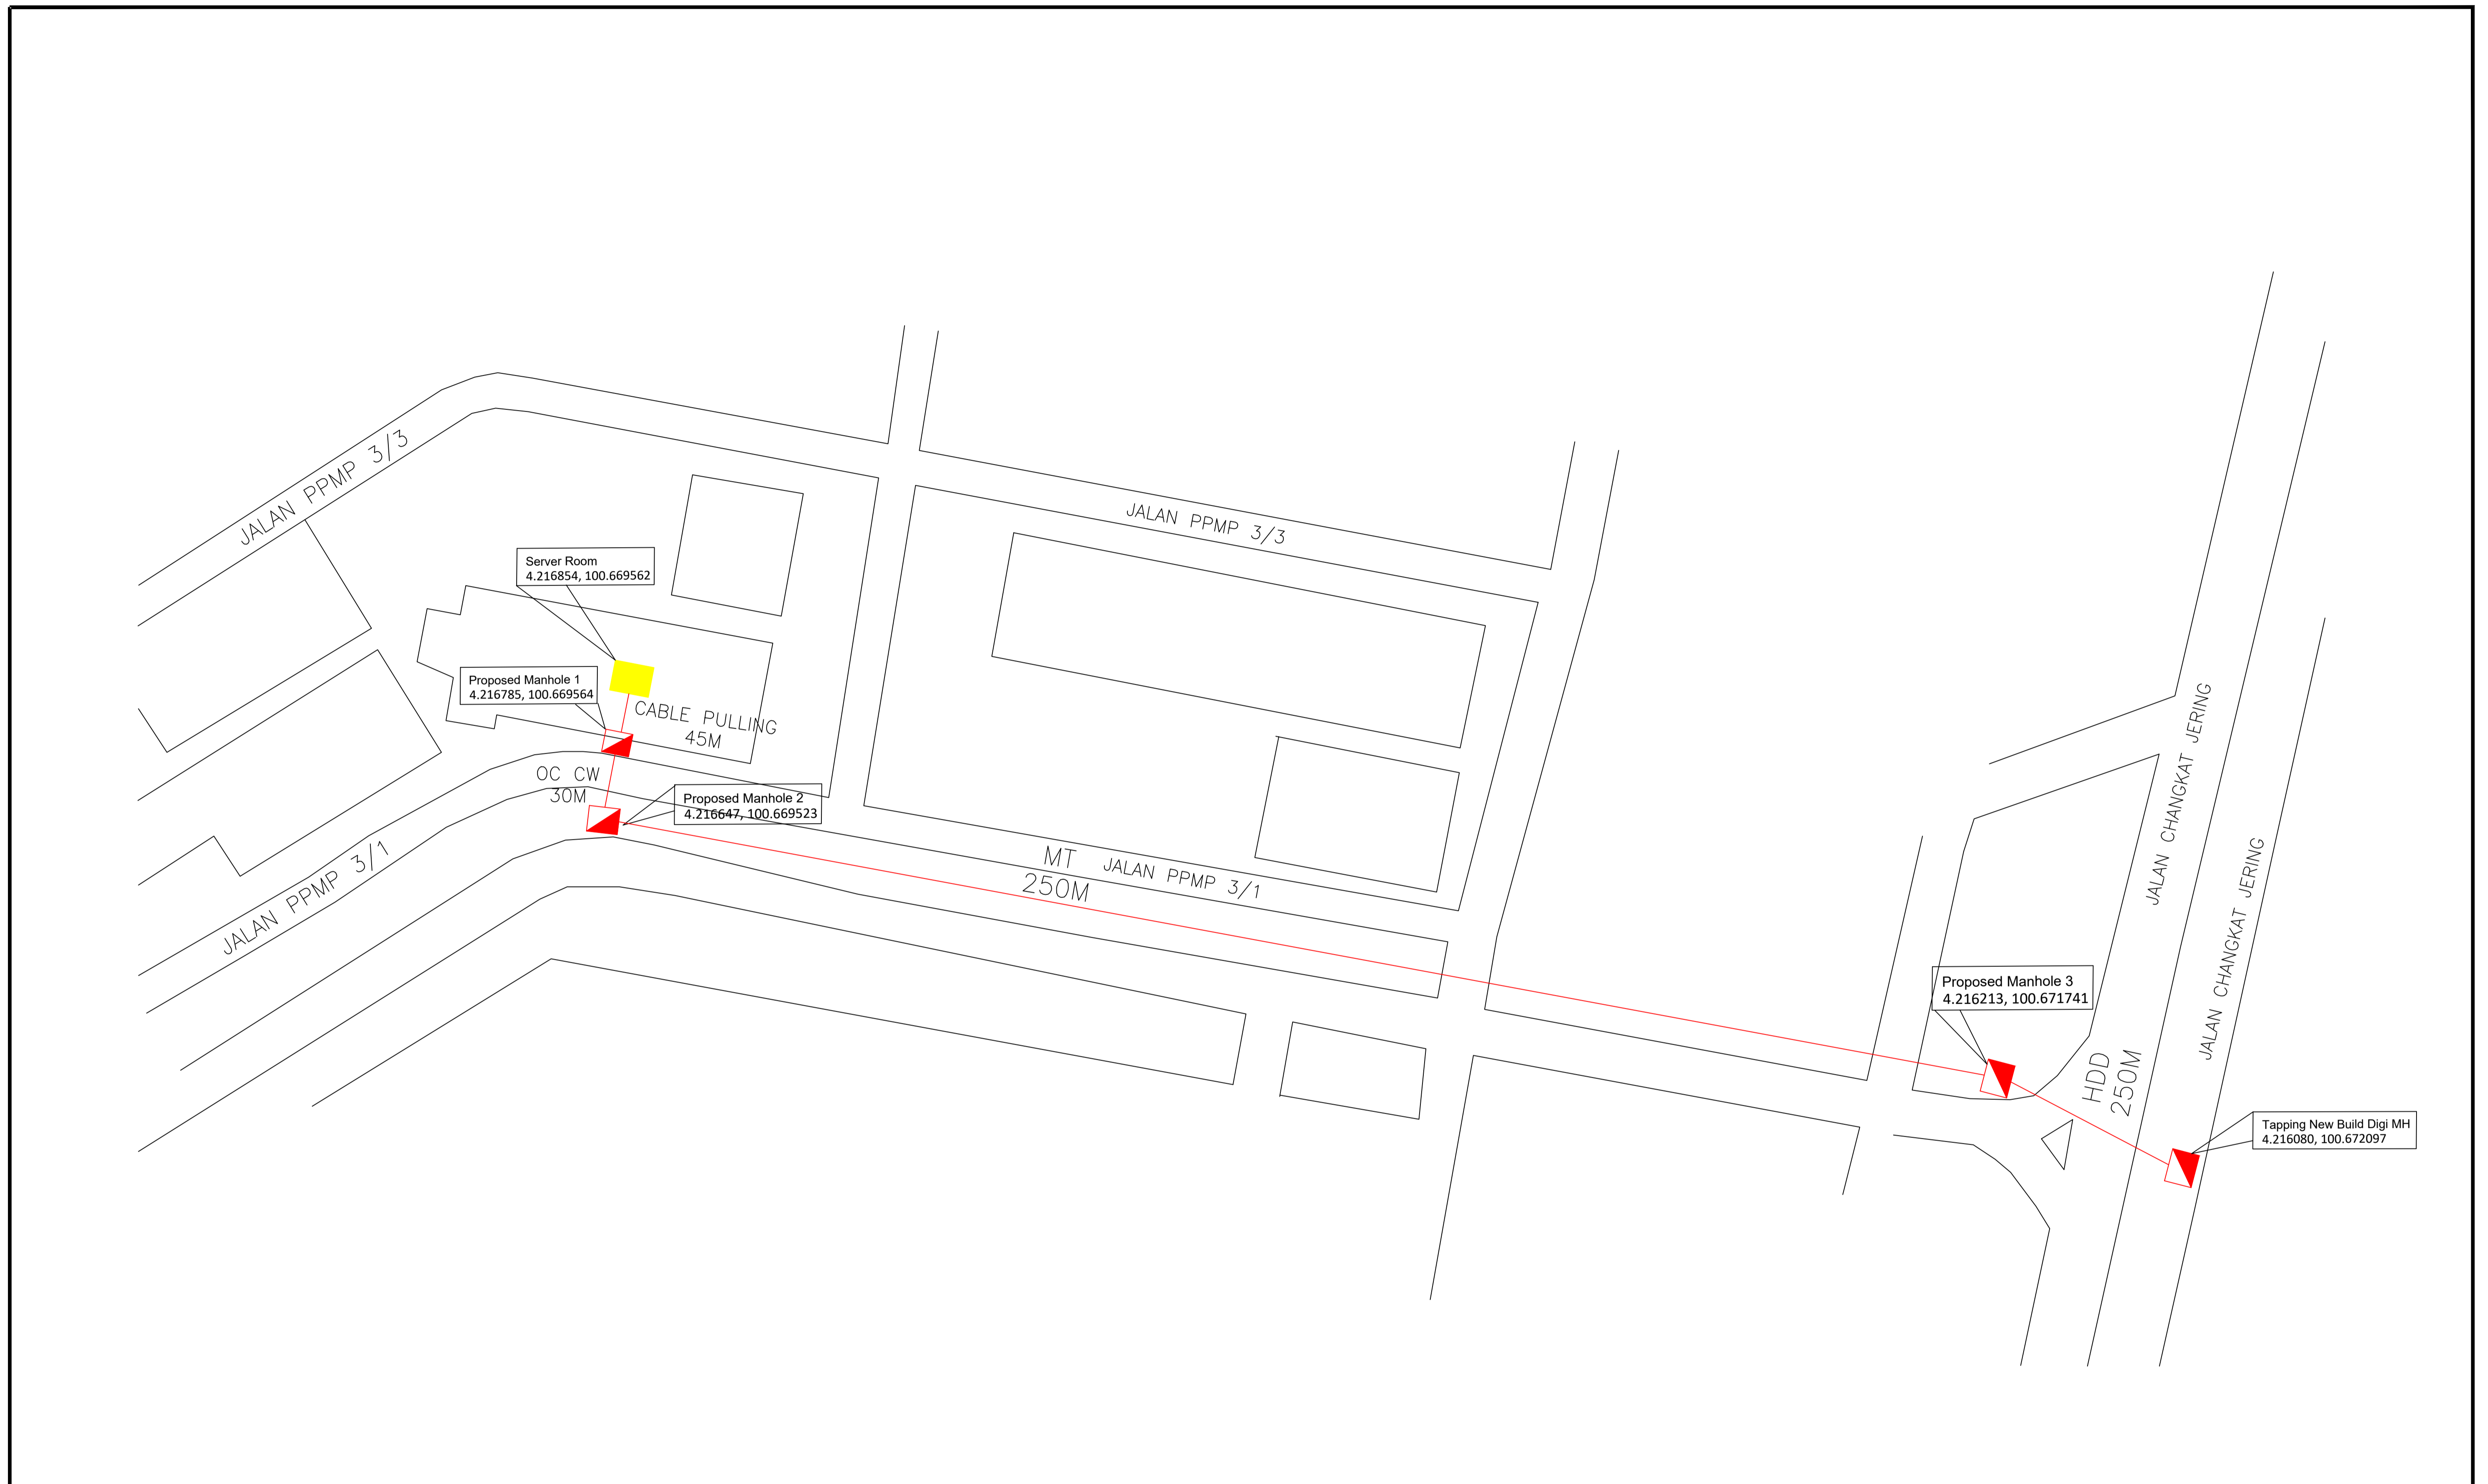 JALAN PPMP 3/3
JALAN PPMP 3/3
Server Room
4.216854, 100.669562
Proposed Manhole 1
4.216785, 100.669564
CABLE PULLING
45M
OC CW
30M
Proposed Manhole 2
4.216647, 100.669523
JALAN PPMP 3/1
MT
250M
JALAN PPMP 3/1
JALAN CHANGKAT JERING
JALAN CHANGKAT JERING
Proposed Manhole 3
4.216213, 100.671741
HDD
250M
Tapping New Build Digi MH
4.216080, 100.672097